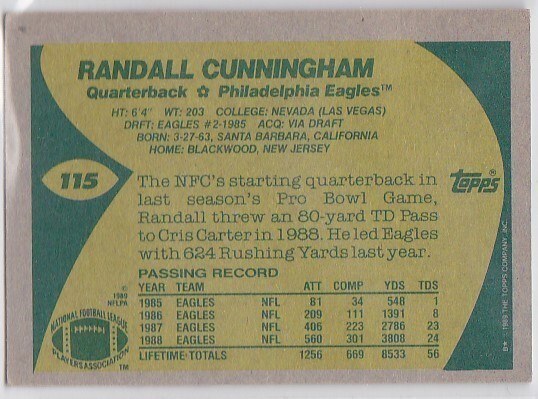 RANDALL CUNNINGHAM
Quarterback ✩ Philadelphia Eagles™
HT: 6'4" WT: 203 COLLEGE: NEVADA (LAS VEGAS)
DRFT: EAGLES #2-1985 ACQ: VIA DRAFT
BORN: 3-27-63, SANTA BARBARA, CALIFORNIA
HOME: BLACKWOOD, NEW JERSEY
115
The NFC's starting quarterback in
last season's Pro Bowl Game,
Randall threw an 80-yard TD Pass
to Cris Carter in 1988. He led Eagles
with 624 Rushing Yards last year.
Topps®
PASSING RECORD
YEAR TEAM ATT COMP YDS TDS
1985 EAGLES NFL 81 34 548 1
1986 EAGLES NFL 209 111 1391 8
1987 EAGLES NFL 406 223 2786 23
1988 EAGLES NFL 560 301 3808 24
LIFETIME-TOTALS 1256 669 8533 56
©
1989
NFLPA
NATIONAL FOOTBALL LEAGUE
PLAYERS ASSOCIATION
™
B* © 1989 THE TOPPS COMPANY, INC.